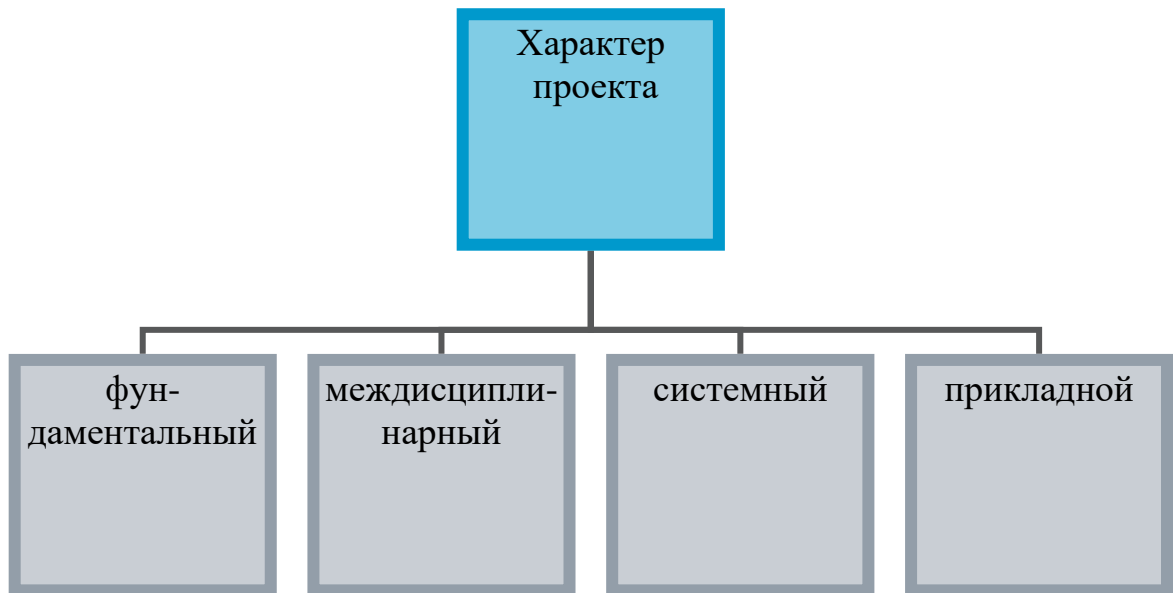 Характер
проекта
фун-
даментальный
междисципли-
нарный
системный
прикладной